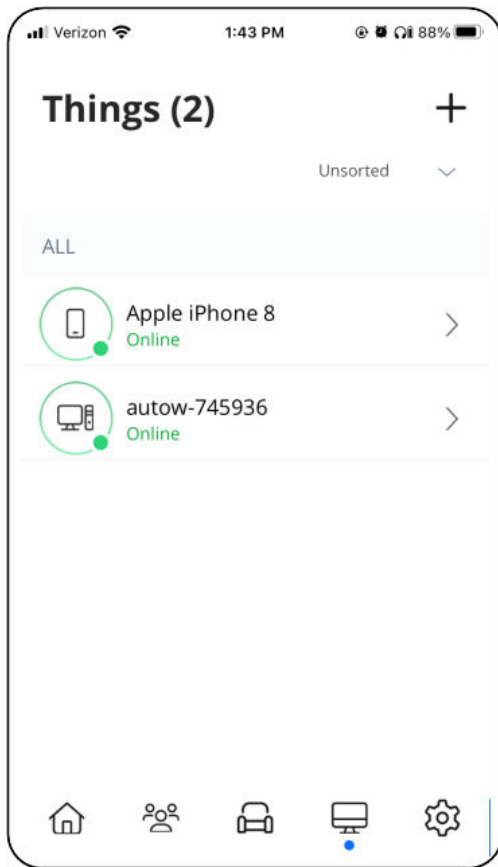 Verizon 1:43 PM 88%
Things (2)
Unsorted
ALL
Apple iPhone 8
Online
autow-745936
Online